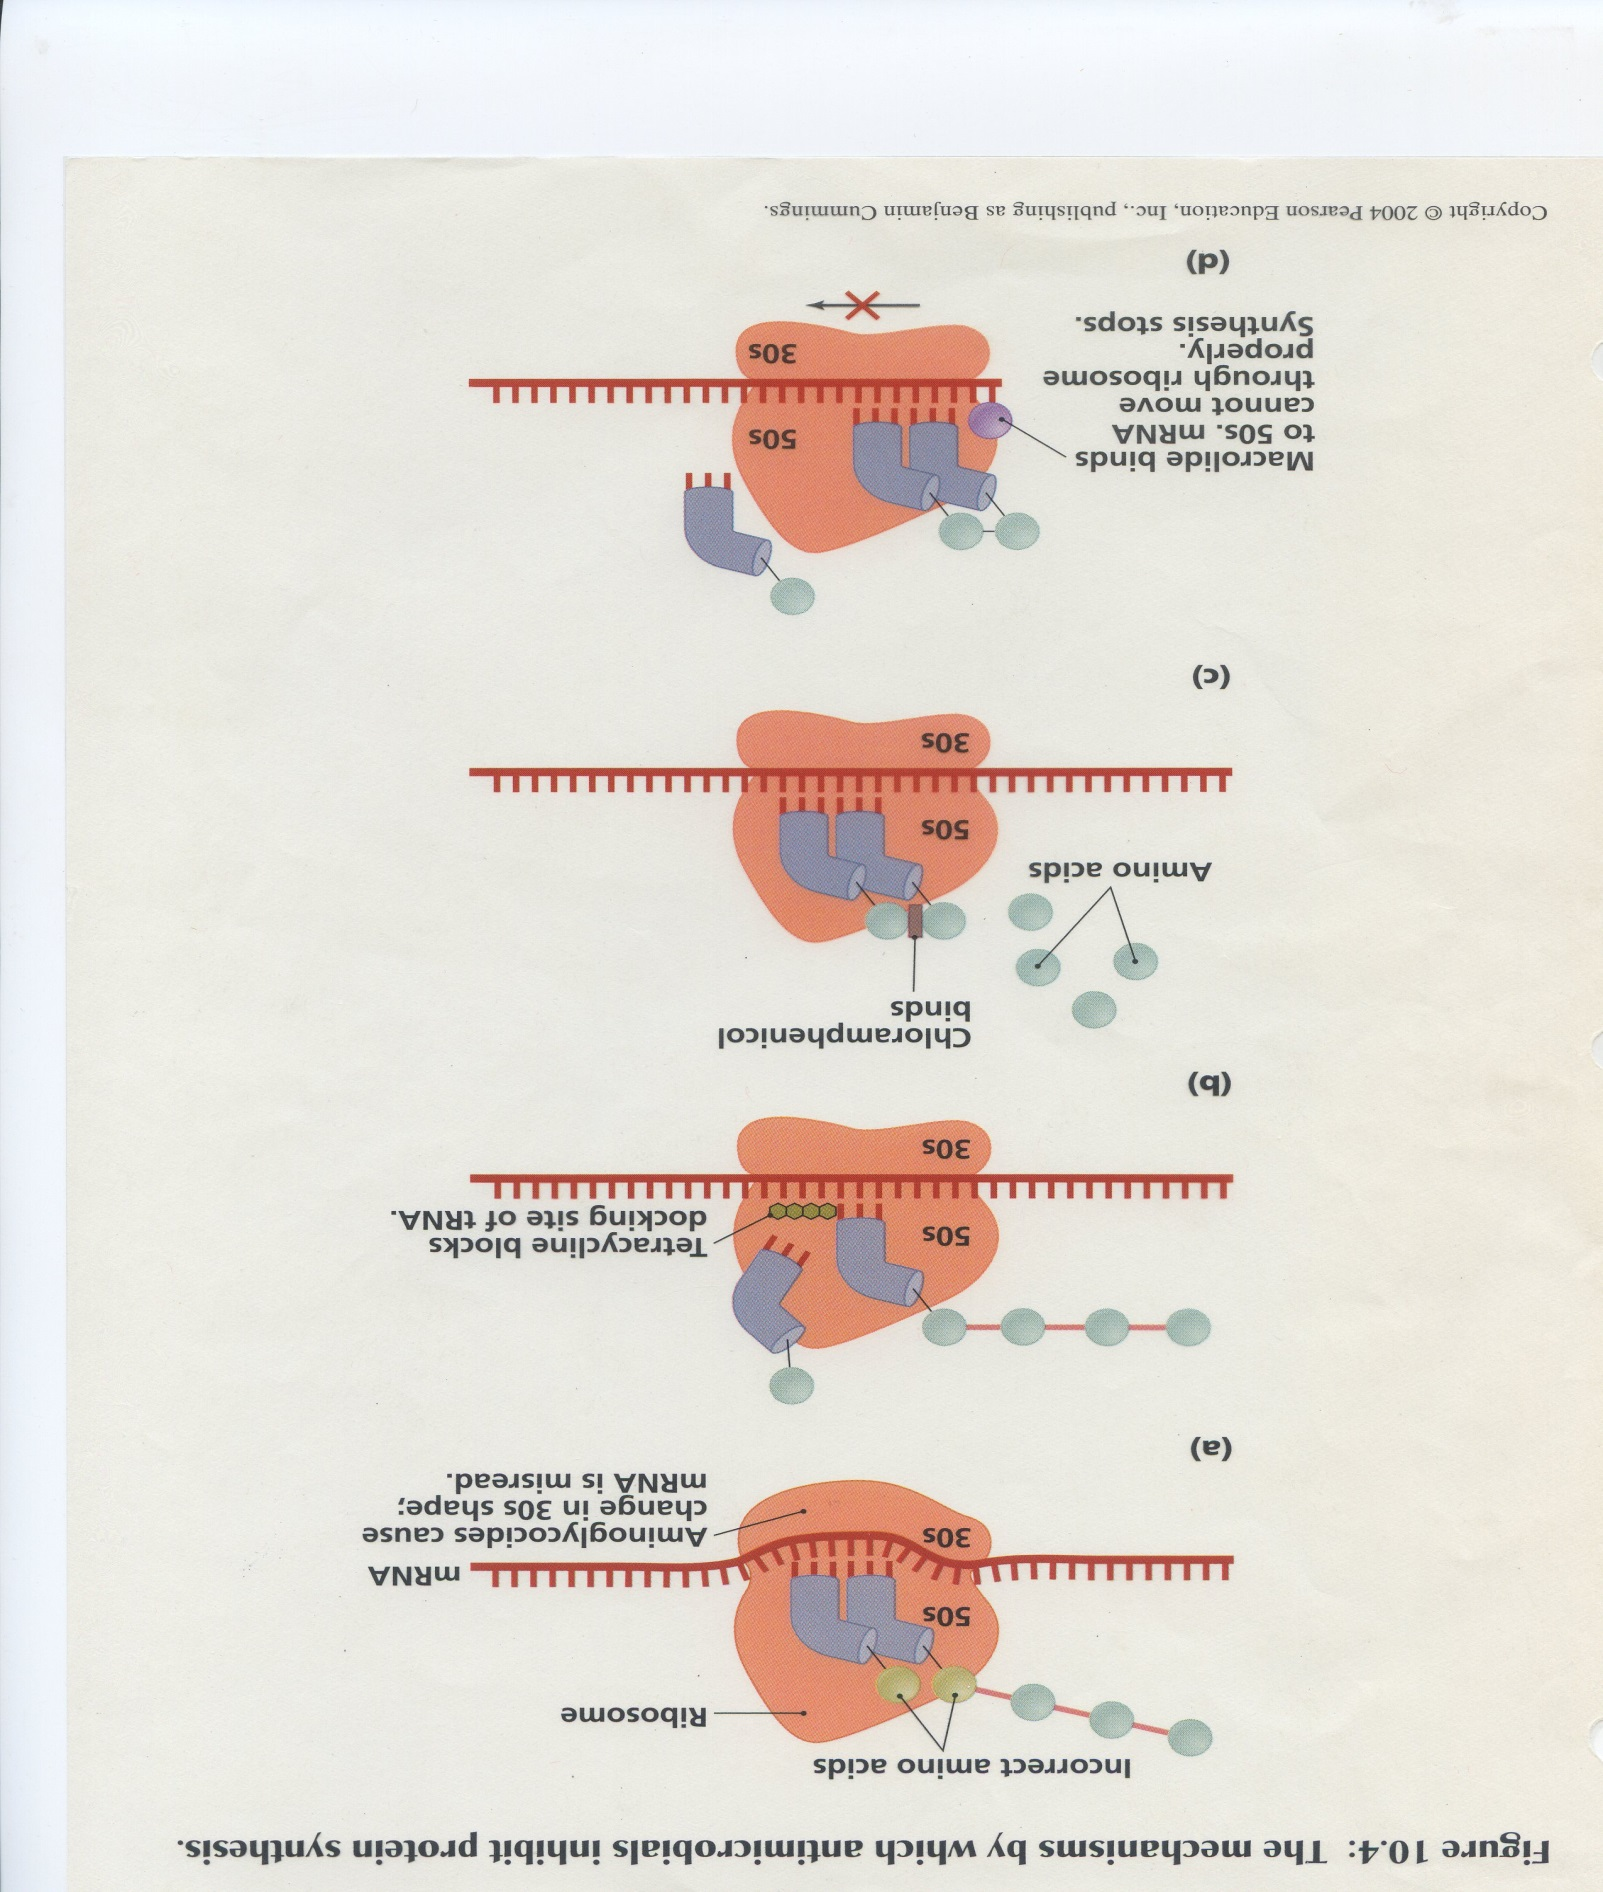 Figure 10.4: The mechanisms by which antimicrobials inhibit protein synthesis.
Incorrect amino acids
Ribosome
50s
mRNA
30s
Aminoglycocides cause
change in 30s shape;
mRNA is misread.
(a)
50s
Tetracycline blocks
docking site of tRNA.
30s
(b)
Chloramphenicol
binds
Amino acids
50s
30s
(c)
Macrolide binds
to 50s. mRNA
cannot move
through ribosome
properly.
Synthesis stops.
50s
30s
(d)
Copyright © 2004 Pearson Education, Inc., publishing as Benjamin Cummings.